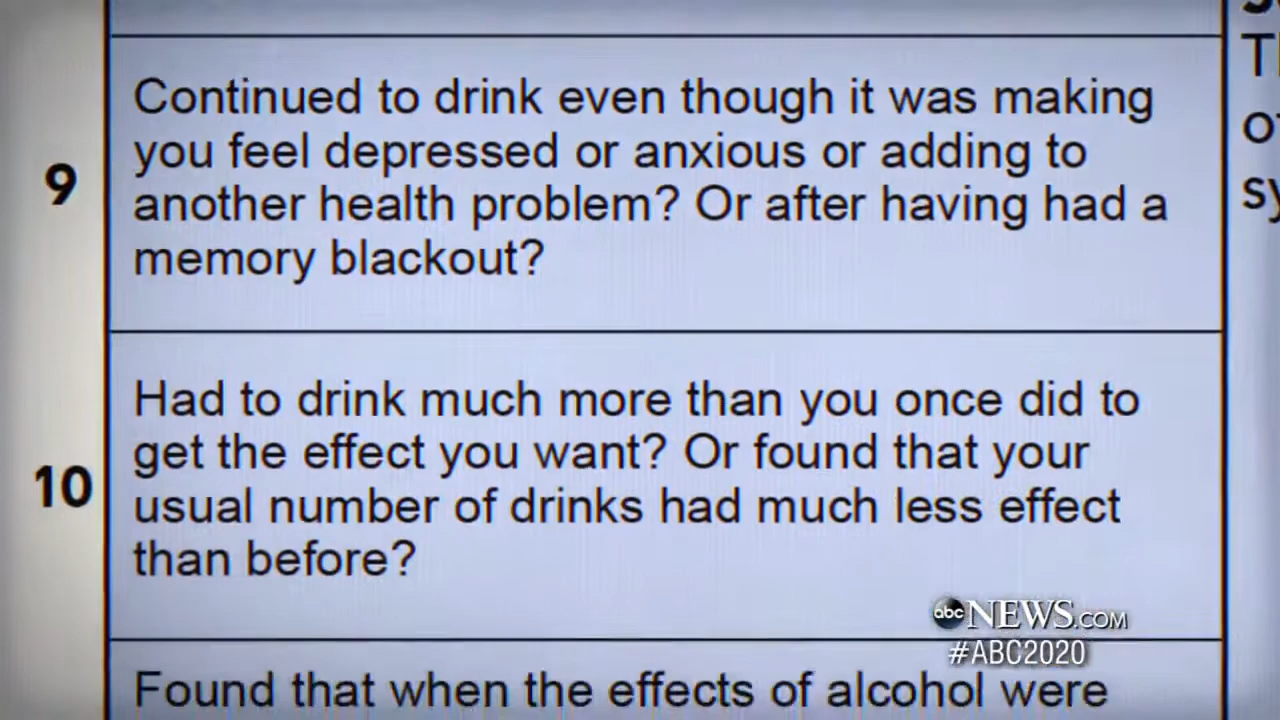 9
Continued to drink even though it was making
you feel depressed or anxious or adding to
another health problem? Or after having had a
memory blackout?
10
Had to drink much more than you once did to
get the effect you want? Or found that your
usual number of drinks had much less effect
than before?
Found that when the effects of alcohol were
abc NEWS.COM
#ABC2020